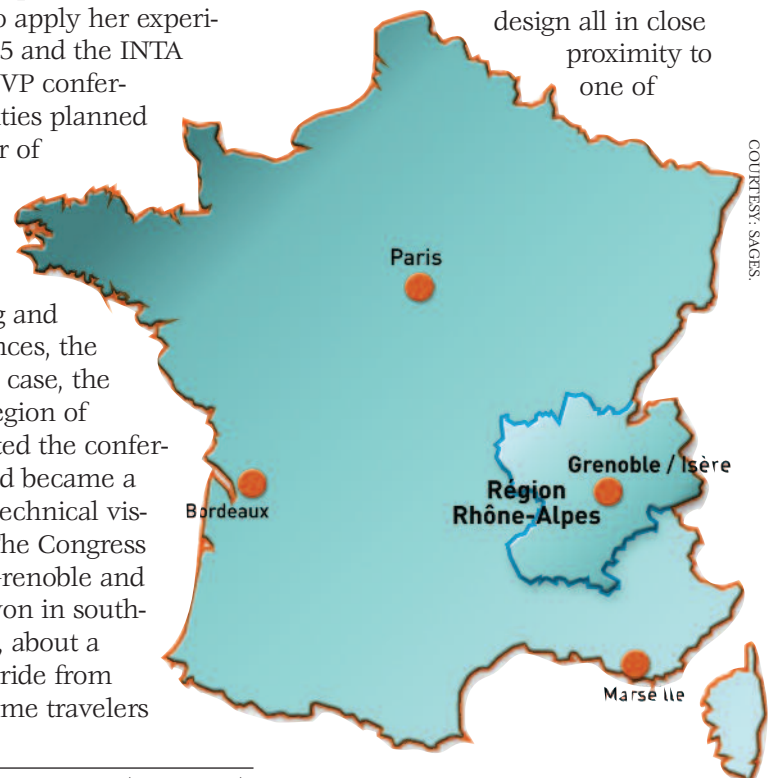 o apply her experi-
5 and the INTA
VP confer-
ties planned
r of
g and
nces, the
case, the
egion of
ted the confer-
d became a
echnical vis-
he Congress
renoble and
yon in south-
, about a
ride from
me travelers
design all in close
proximity to
one of
COURTESY: SAGES.
Paris
Grenoble / Isère
Région
Rhône-Alpes
Bordeaux
Marseille